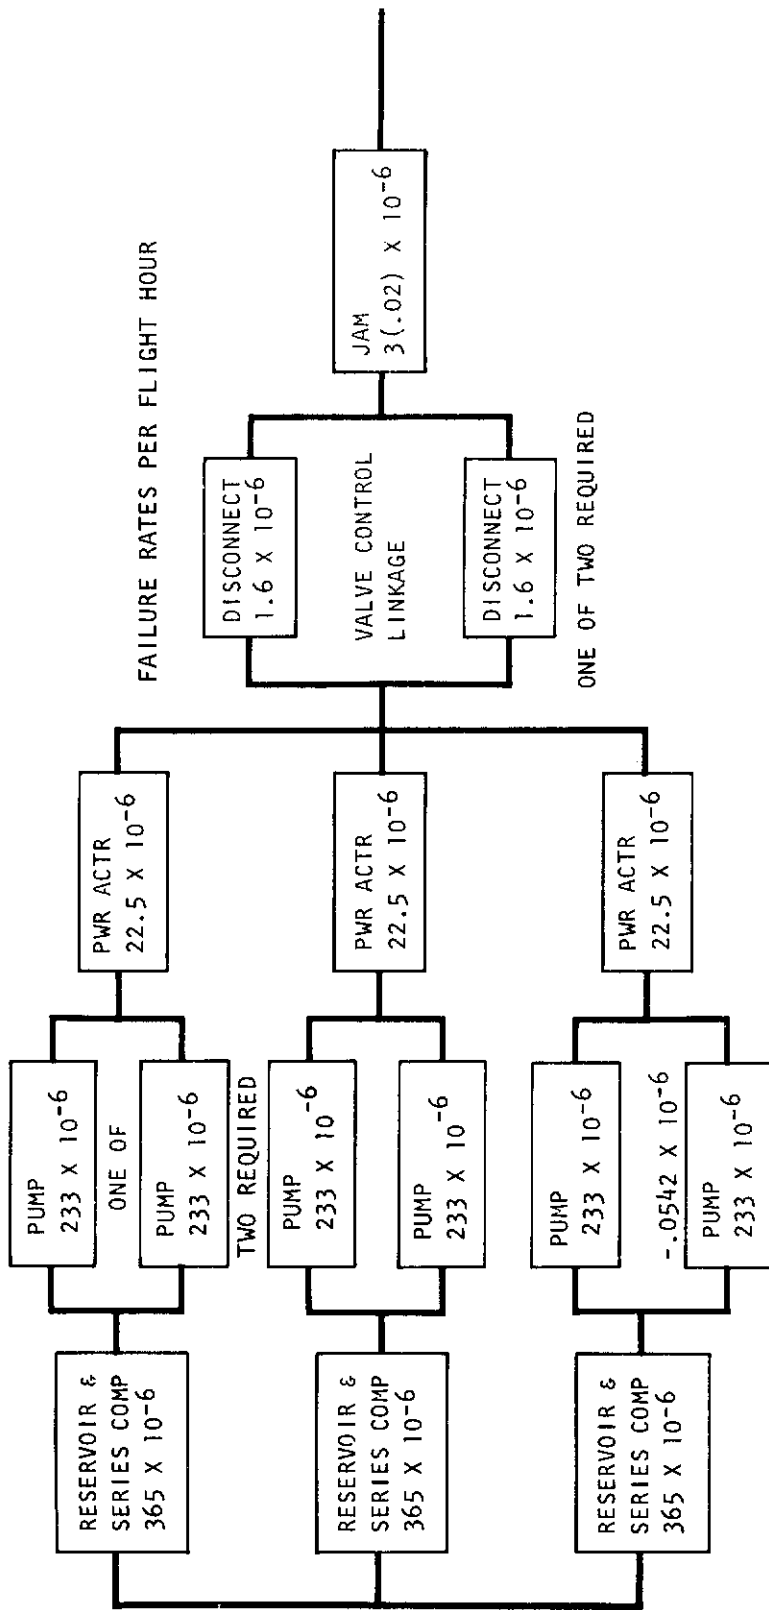 FAILURE RATES PER FLIGHT HOUR
RESERVOIR &
SERIES COMP
365 X 10⁻⁶
PUMP
233 X 10⁻⁶
ONE OF
PUMP
233 X 10⁻⁶
TWO REQUIRED
PWR ACTR
22.5 X 10⁻⁶
RESERVOIR &
SERIES COMP
365 X 10⁻⁶
PUMP
233 X 10⁻⁶
PUMP
233 X 10⁻⁶
PWR ACTR
22.5 X 10⁻⁶
RESERVOIR &
SERIES COMP
365 X 10⁻⁶
PUMP
233 X 10⁻⁶
-.0542 X 10⁻⁶
PUMP
233 X 10⁻⁶
PWR ACTR
22.5 X 10⁻⁶
DISCONNECT
1.6 X 10⁻⁶
VALVE CONTROL
LINKAGE
DISCONNECT
1.6 X 10⁻⁶
ONE OF TWO REQUIRED
JAM
3(.02) X 10⁻⁶